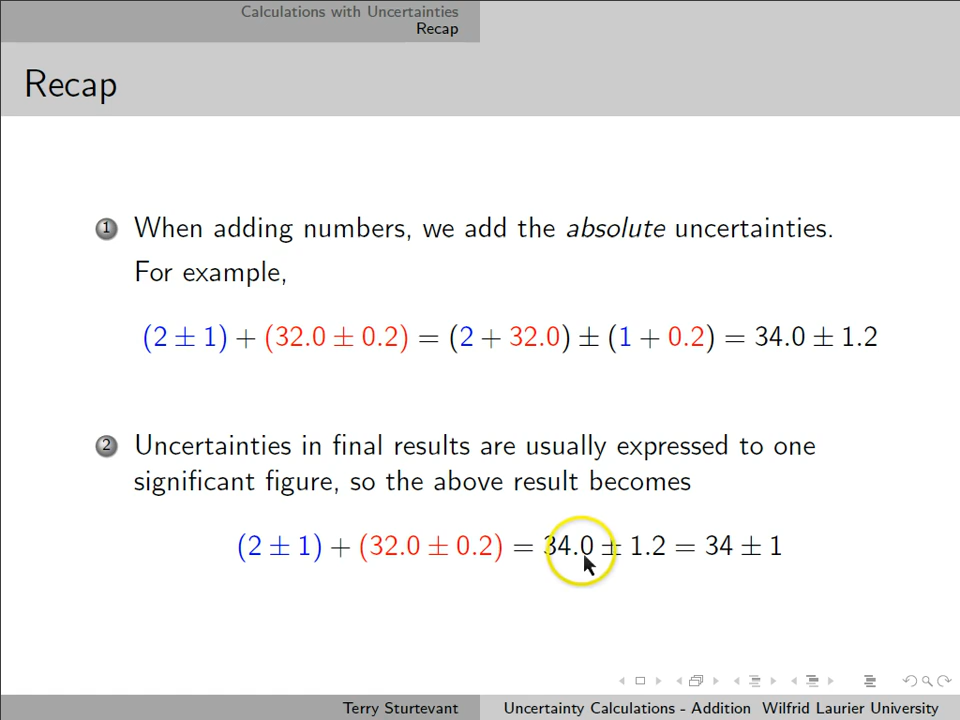 Calculations with Uncertainties
Recap
Recap
1 When adding numbers, we add the absolute uncertainties.
For example,
(2 ± 1) + (32.0 ± 0.2) = (2 + 32.0) ± (1 + 0.2) = 34.0 ± 1.2
2 Uncertainties in final results are usually expressed to one
significant figure, so the above result becomes
(2 ± 1) + (32.0 ± 0.2) = 34.0 ± 1.2 = 34 ± 1
Terry Sturtevant
Uncertainty Calculations - Addition Wilfrid Laurier University